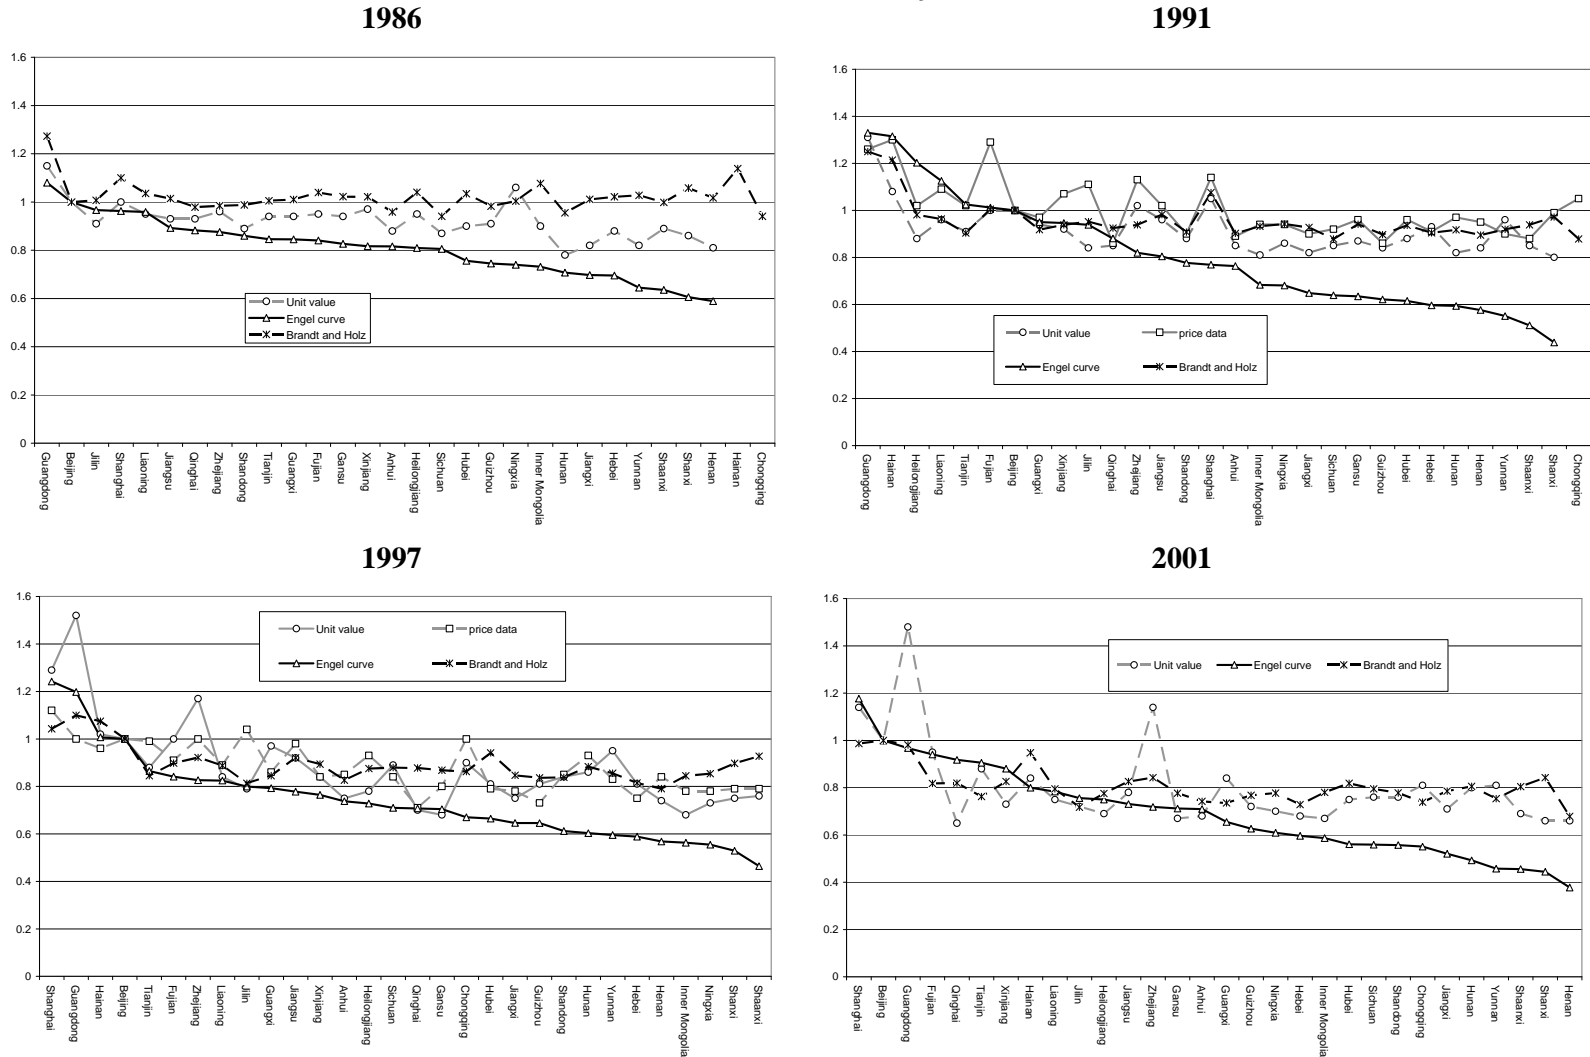 1986
1.6
1.4
1.2
1
0.8
0.6
0.4
0.2
0
Unit value
Engel curve
Brandt and Holz
Guangdong
Beijing
Jilin
Shanghai
Liaoning
Jiangsu
Qinghai
Zhejiang
Shandong
Tianjin
Guangxi
Fujian
Gansu
Xinjiang
Anhui
Heilongjiang
Sichuan
Hubei
Guizhou
Ningxia
Inner Mongolia
Hunan
Jiangxi
Hebei
Yunnan
Shaanxi
Shanxi
Henan
Hainan
Chongqing
1991
1.6
1.4
1.2
1
0.8
0.6
0.4
0.2
0
Unit value
price data
Engel curve
Brandt and Holz
Guangdong
Hainan
Heilongjiang
Liaoning
Tianjin
Fujian
Beijing
Guangxi
Xinjiang
Jilin
Qinghai
Zhejiang
Jiangsu
Shandong
Shanghai
Anhui
Inner Mongolia
Ningxia
Jiangxi
Sichuan
Gansu
Guizhou
Hubei
Hebei
Hunan
Henan
Yunnan
Shaanxi
Shanxi
Chongqing
1997
1.6
1.4
1.2
1
0.8
0.6
0.4
0.2
0
Unit value
price data
Engel curve
Brandt and Holz
Shanghai
Guangdong
Hainan
Beijing
Tianjin
Fujian
Zhejiang
Liaoning
Jilin
Guangxi
Jiangsu
Xinjiang
Anhui
Heilongjiang
Sichuan
Qinghai
Gansu
Chongqing
Hubei
Jiangxi
Guizhou
Shandong
Hunan
Yunnan
Hebei
Henan
Inner Mongolia
Ningxia
Shanxi
Shaanxi
2001
1.6
1.4
1.2
1
0.8
0.6
0.4
0.2
0
Unit value
Engel curve
Brandt and Holz
Shanghai
Beijing
Guangdong
Fujian
Qinghai
Tianjin
Xinjiang
Hainan
Liaoning
Jilin
Heilongjiang
Jiangsu
Zhejiang
Gansu
Anhui
Guangxi
Guizhou
Ningxia
Hebei
Inner Mongolia
Hubei
Sichuan
Shandong
Chongqing
Jiangxi
Hunan
Yunnan
Shaanxi
Shanxi
Henan